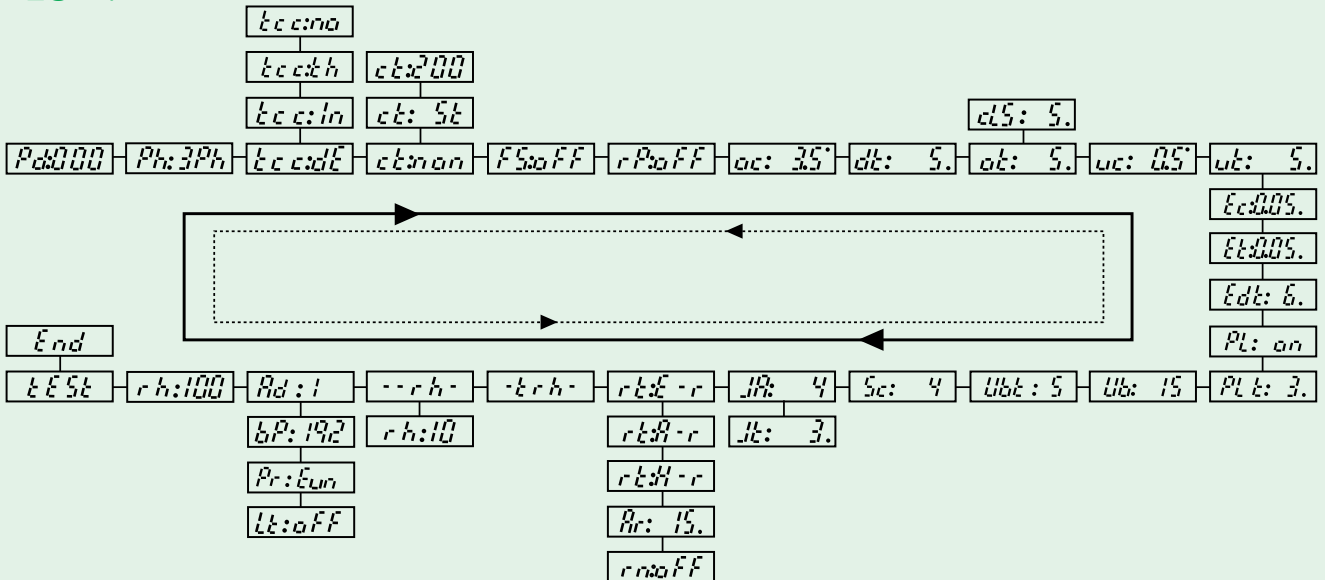 tcc:no
tcc:th
ct:200
tcc:In
ct: St
dS: 5.
Pd:000
Ph:3Ph
tcc:dE
ct:non
FS:oFF
rP:oFF
oc: 3.5°
dt: 5.
ot: 5.
uc: 0.5°
ut: 5.
Ec:0.05.
Et:0.05.
Edt: 6.
PL: on
End
tESt
rh:100
Ad:1
--rh-
-trh-
rt:E-r
JA: 4
Sc: 4
Ubt:5
Ub: 15
PLt: 3.
bP:192
rh:10
rt:A-r
Jt: 3.
Pr:Eun
rt:H-r
Lt:oFF
Ar: 15.
rn:oFF